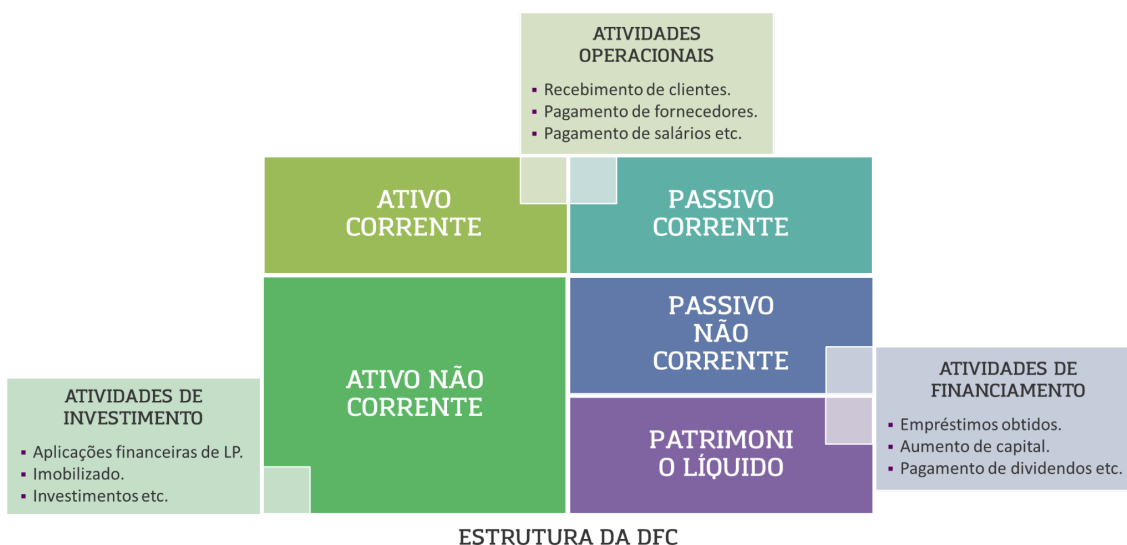 ATIVIDADES
OPERACIONAIS
▪ Recebimento de clientes.
▪ Pagamento de fornecedores.
▪ Pagamento de salários etc.
ATIVO
CORRENTE
PASSIVO
CORRENTE
ATIVO NÃO
CORRENTE
PASSIVO
NÃO
CORRENTE
PATRIMONI
O LÍQUIDO
ATIVIDADES DE
INVESTIMENTO
▪ Aplicações financeiras de LP.
▪ Imobilizado.
▪ Investimentos etc.
ATIVIDADES DE
FINANCIAMENTO
▪ Empréstimos obtidos.
▪ Aumento de capital.
▪ Pagamento de dividendos etc.
ESTRUTURA DA DFC